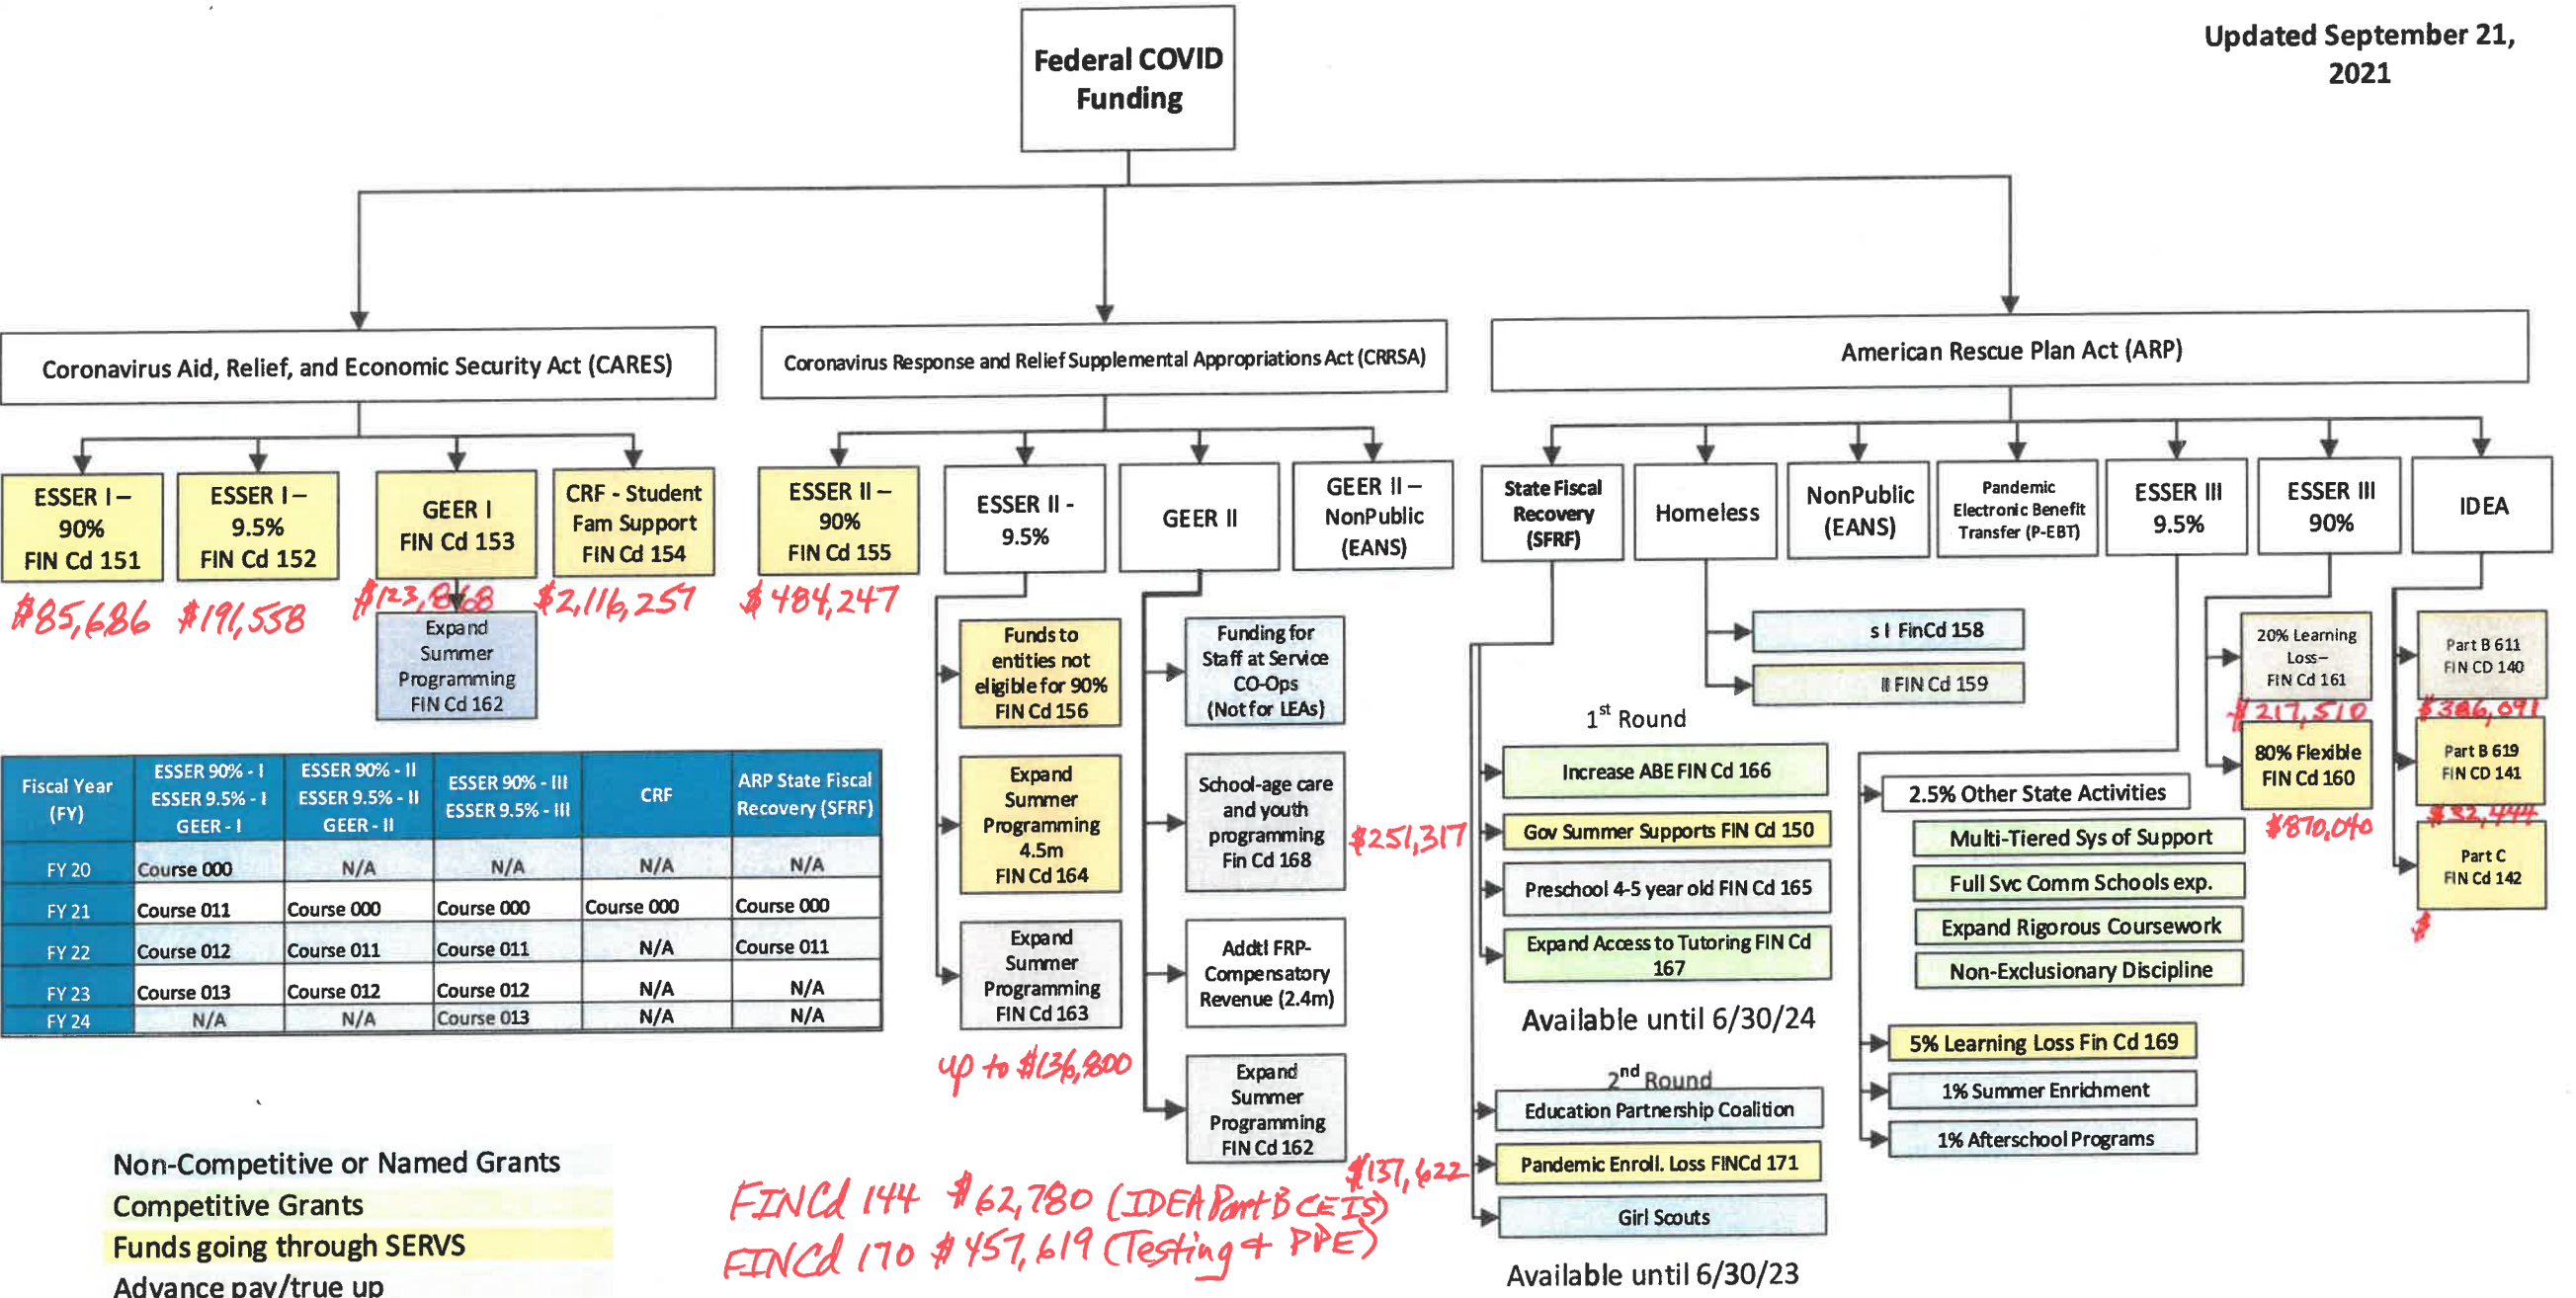 Updated September 21,
2021
Federal COVID
Funding
Coronavirus Aid, Relief, and Economic Security Act (CARES)
Coronavirus Response and Relief Supplemental Appropriations Act (CRRSA)
American Rescue Plan Act (ARP)
ESSER I –
90%
FIN Cd 151
$85,686
ESSER I –
9.5%
FIN Cd 152
$191,558
GEER I
FIN Cd 153
$123,868
Expand
Summer
Programming
FIN Cd 162
CRF - Student
Fam Support
FIN Cd 154
$2,116,257
ESSER II –
90%
FIN Cd 155
$484,247
ESSER II -
9.5%
Funds to
entities not
eligible for 90%
FIN Cd 156
Expand
Summer
Programming
4.5m
FIN Cd 164
Expand
Summer
Programming
FIN Cd 163
up to $136,800
GEER II
Funding for
Staff at Service
CO-Ops
(Not for LEAs)
School-age care
and youth
programming
Fin Cd 168
Addtl FRP-
Compensatory
Revenue (2.4m)
Expand
Summer
Programming
FIN Cd 162
GEER II –
NonPublic
(EANS)
State Fiscal
Recovery
(SFRF)
1st Round
Increase ABE FIN Cd 166
$251,317
Gov Summer Supports FIN Cd 150
Preschool 4-5 year old FIN Cd 165
Expand Access to Tutoring FIN Cd
167
Available until 6/30/24
2nd Round
Education Partnership Coalition
$137,622
Pandemic Enroll. Loss FINCd 171
Girl Scouts
Available until 6/30/23
Homeless
s I FinCd 158
II FIN Cd 159
NonPublic
(EANS)
Pandemic
Electronic Benefit
Transfer (P-EBT)
ESSER III
9.5%
2.5% Other State Activities
Multi-Tiered Sys of Support
Full Svc Comm Schools exp.
Expand Rigorous Coursework
Non-Exclusionary Discipline
5% Learning Loss Fin Cd 169
1% Summer Enrichment
1% Afterschool Programs
ESSER III
90%
20% Learning
Loss–
FIN Cd 161
$217,510
80% Flexible
FIN Cd 160
$870,040
IDEA
Part B 611
FIN CD 140
$386,091
Part B 619
FIN CD 141
$32,444
Part C
FIN Cd 142
$
Fiscal Year
(FY)
ESSER 90% - I
ESSER 9.5% - I
GEER - I
ESSER 90% - II
ESSER 9.5% - II
GEER - II
ESSER 90% - III
ESSER 9.5% - III
CRF
ARP State Fiscal
Recovery (SFRF)
FY 20 Course 000 N/A N/A N/A N/A
FY 21 Course 011 Course 000 Course 000 Course 000 Course 000
FY 22 Course 012 Course 011 Course 011 N/A Course 011
FY 23 Course 013 Course 012 Course 012 N/A N/A
FY 24 N/A N/A Course 013 N/A N/A
Non-Competitive or Named Grants
Competitive Grants
Funds going through SERVS
Advance pay/true up
FINCd 144 $62,780 (IDEA Part B CEIS)
FINCd 170 $457,619 (Testing + PPE)